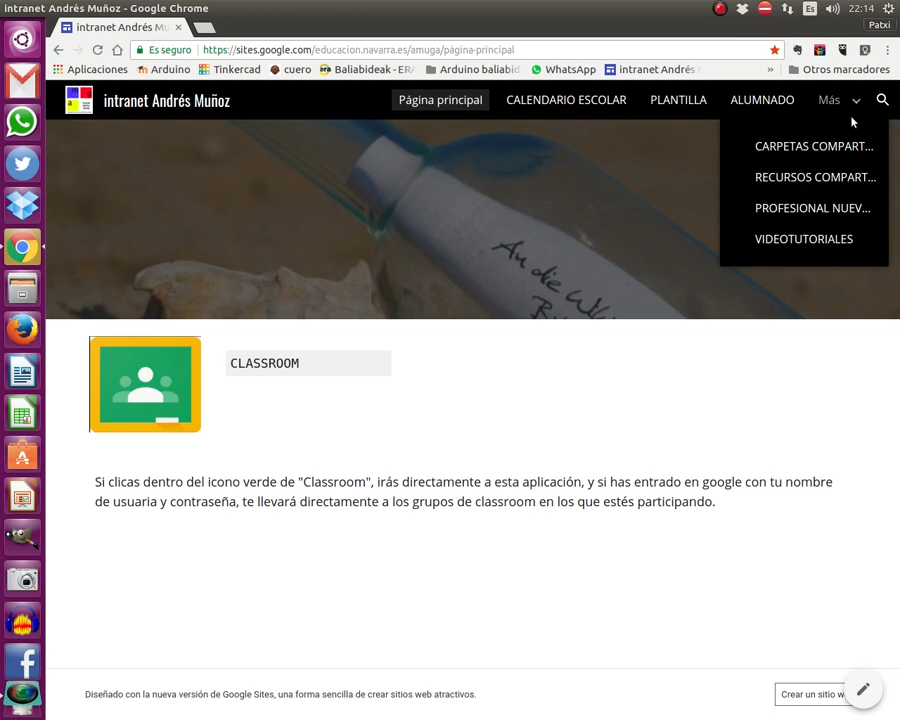 intranet Andrés Muñoz - Google Chrome
Es
22:14
intranet Andrés Mu
Patxi
Es seguro
https://sites.google.com/educacion.navarra.es/amuga/página-principal
Aplicaciones
Arduino
Tinkercad
cuero
Baliabideak - ERA
Arduino baliabid
WhatsApp
intranet Andrés
»
Otros marcadores
intranet Andrés Muñoz
Página principal
CALENDARIO ESCOLAR
PLANTILLA
ALUMNADO
Más
CARPETAS COMPART...
RECURSOS COMPART...
PROFESIONAL NUEV...
VIDEOTUTORIALES
An die
CLASSROOM
Si clicas dentro del icono verde de "Classroom", irás directamente a esta aplicación, y si has entrado en google con tu nombre
de usuaria y contraseña, te llevará directamente a los grupos de classroom en los que estés participando.
Diseñado con la nueva versión de Google Sites, una forma sencilla de crear sitios web atractivos.
Crear un sitio w